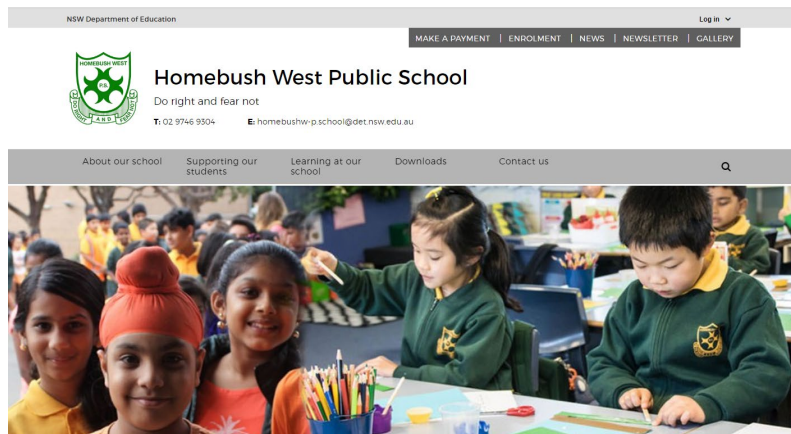 NSW Department of Education
Log in
MAKE A PAYMENT | ENROLMENT | NEWS | NEWSLETTER | GALLERY
HOMEBUSH WEST
P.S.
DO RIGHT AND FEAR NOT
Homebush West Public School
Do right and fear not
T: 02 9746 9304 E: homebushw-p.school@det.nsw.edu.au
About our school
Supporting our
students
Learning at our
school
Downloads
Contact us